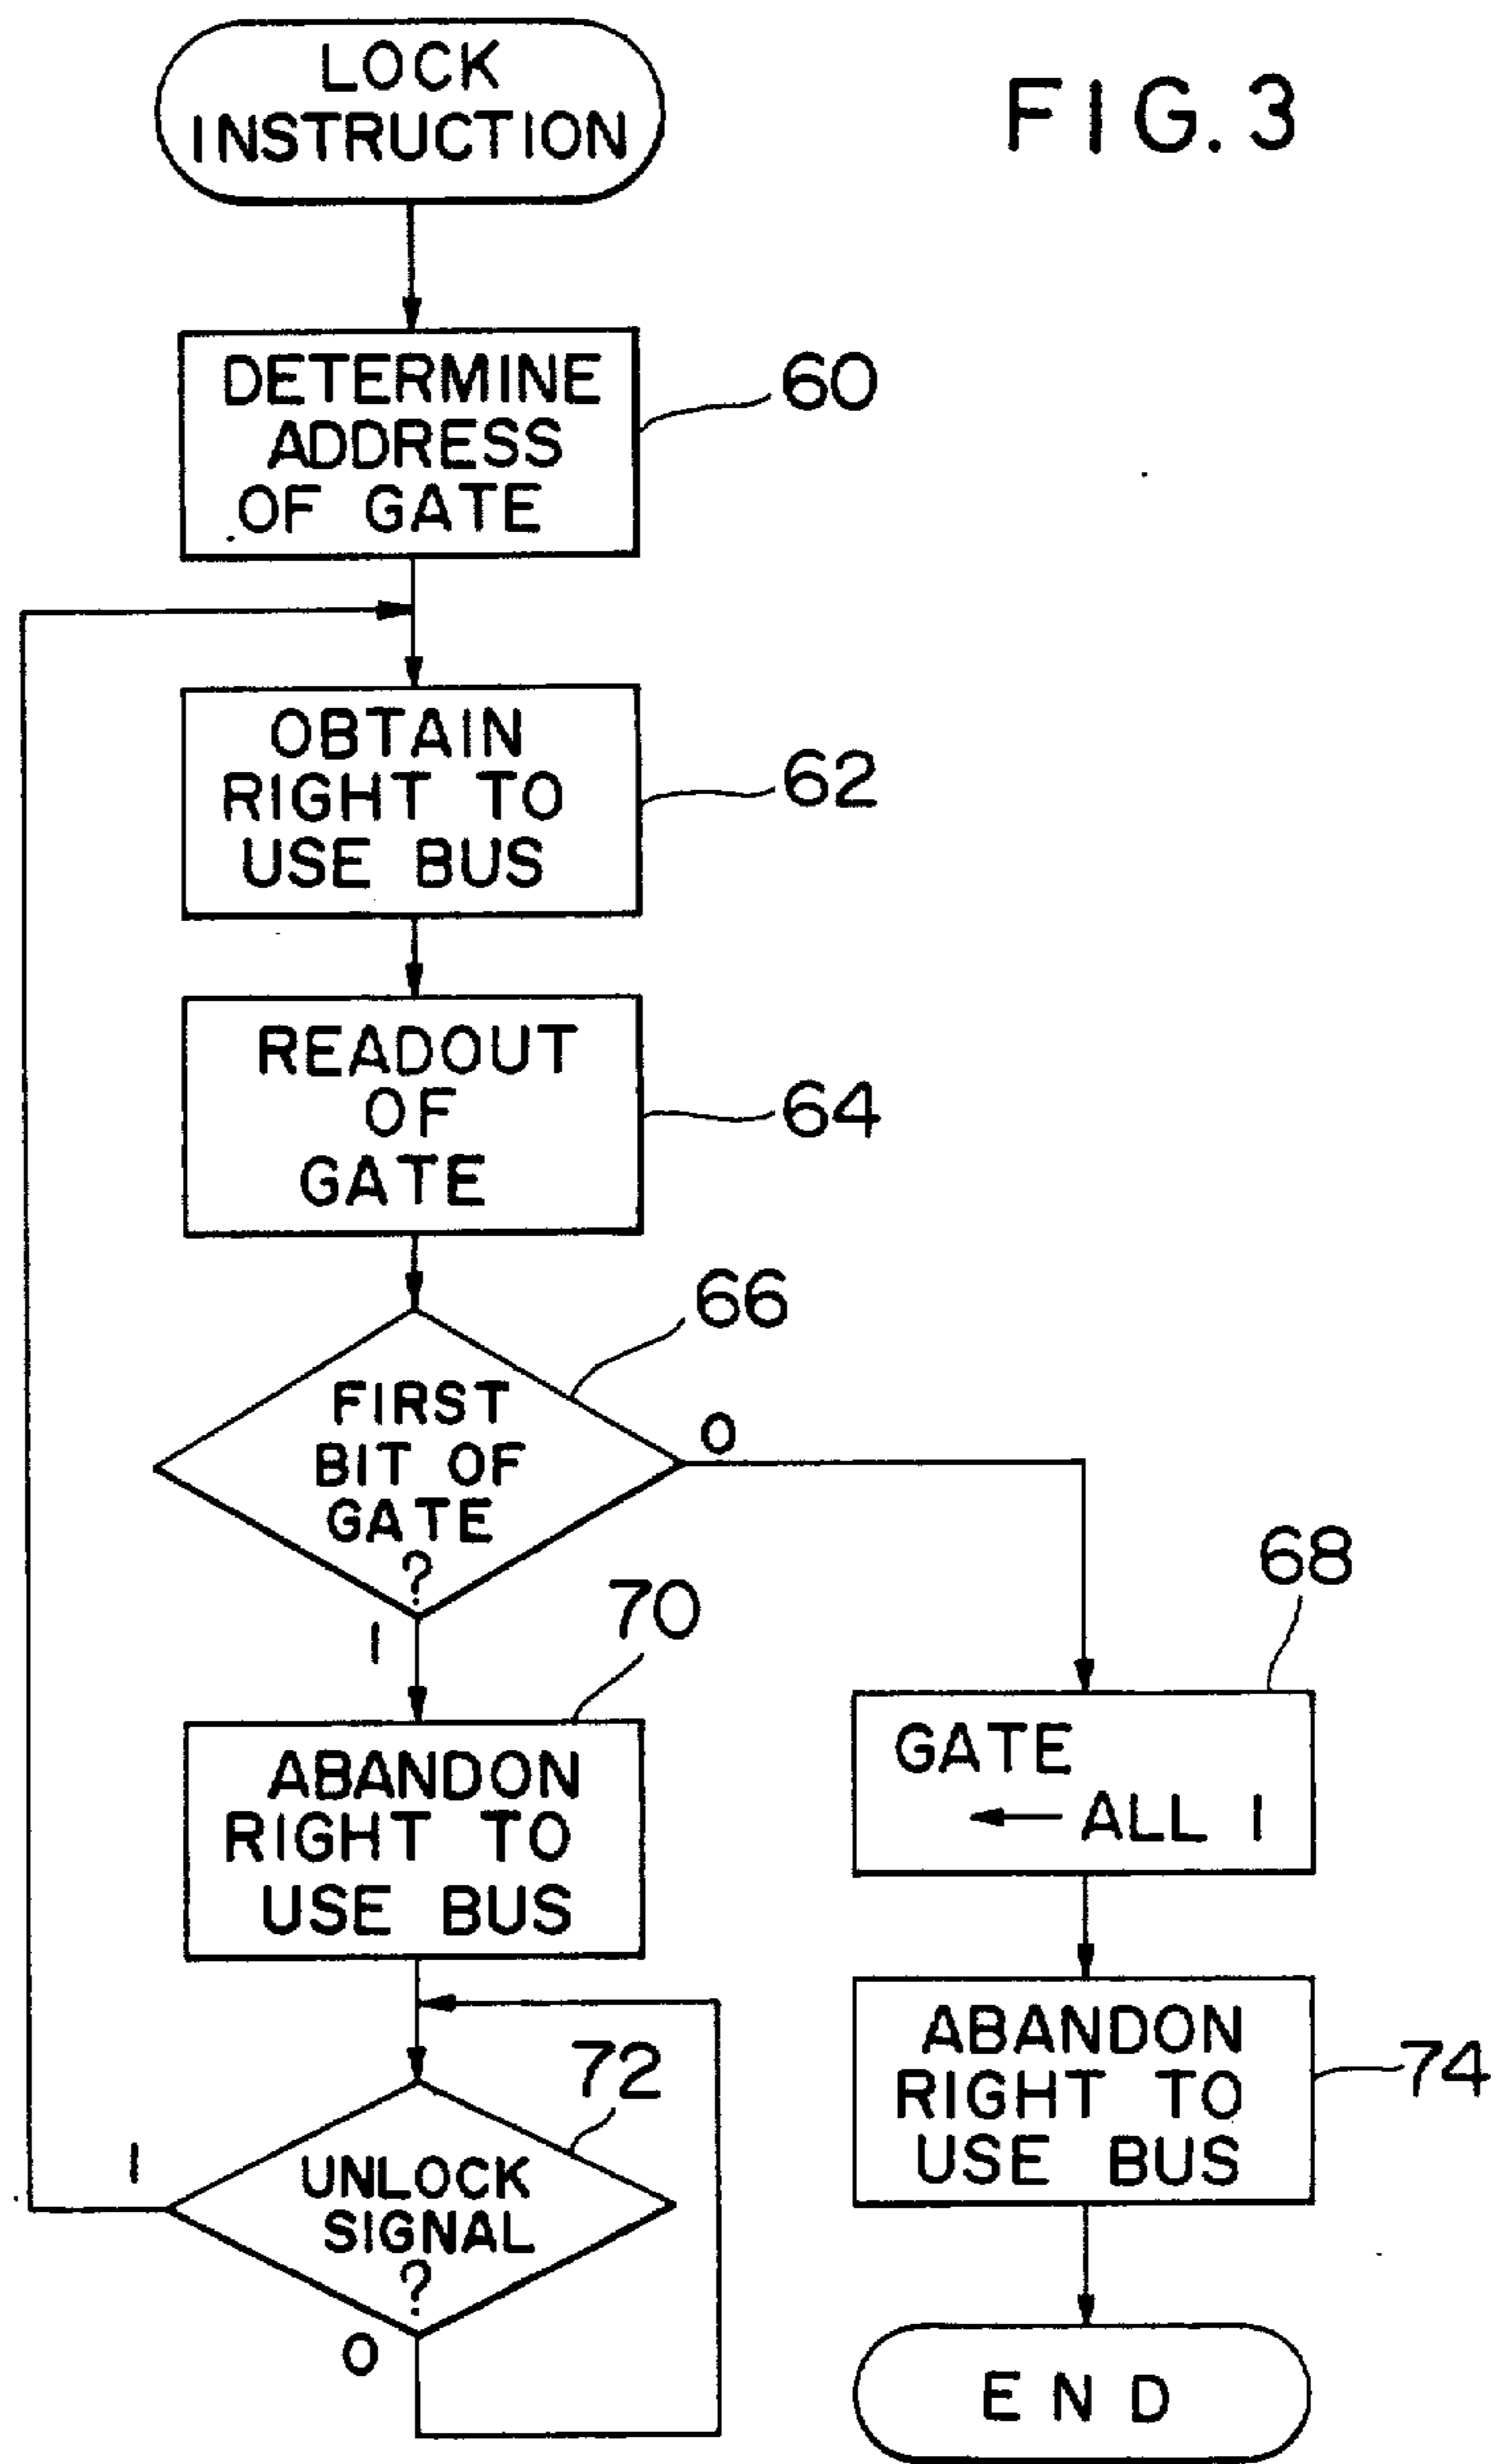 LOCK
INSTRUCTION
FIG. 3
DETERMINE
ADDRESS
OF GATE
60
OBTAIN
RIGHT TO
USE BUS
62
READOUT
OF
GATE
64
66
FIRST
BIT OF
GATE
?
0
1
68
GATE
← ALL 1
70
ABANDON
RIGHT TO
USE BUS
ABANDON
RIGHT TO
USE BUS
74
72
UNLOCK
SIGNAL
?
1
0
END